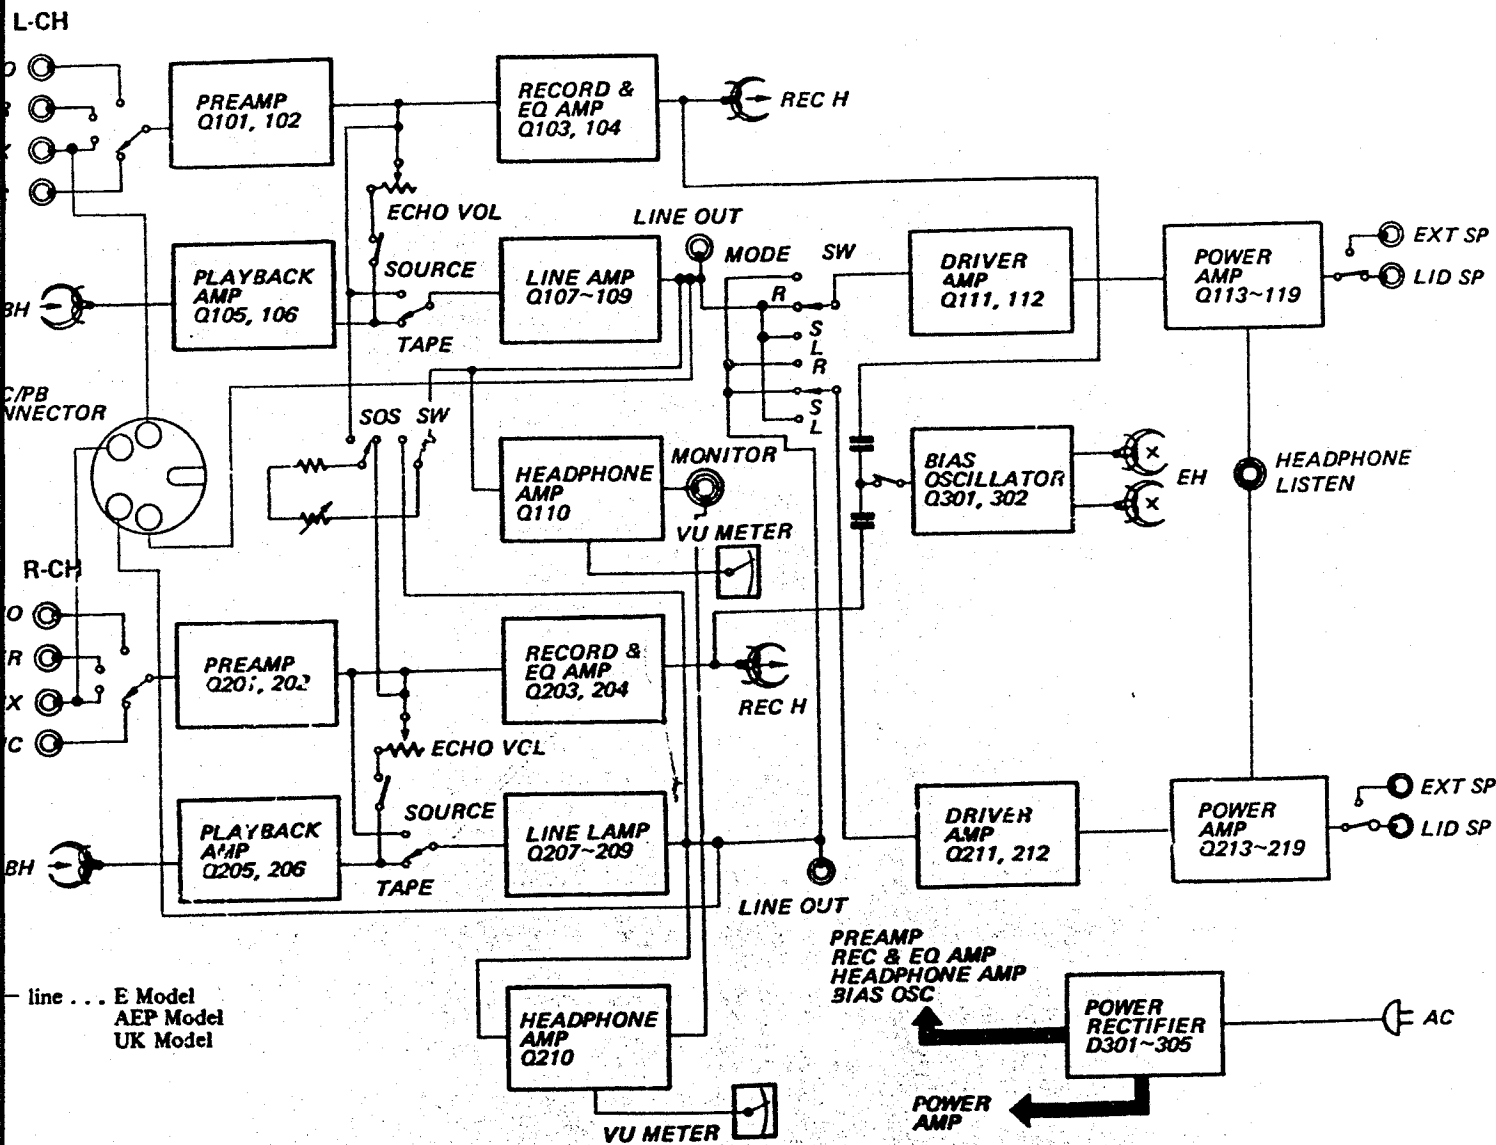 L-CH
PREAMP
Q101, 102
RECORD &
EQ AMP
Q103, 104
REC H
ECHO VOL
LINE OUT
MODE
SW
PLAYBACK
AMP
Q105, 106
SOURCE
TAPE
LINE AMP
Q107~109
R
S
L
R
S
L
DRIVER
AMP
Q111, 112
POWER
AMP
Q113~119
EXT SP
LID SP
BH
C/PB
NNECTOR
SOS SW
HEADPHONE
AMP
Q110
MONITOR
VU METER
BIAS
OSCILLATOR
Q301, 302
EH
HEADPHONE
LISTEN
R-CH
O
R
X
C
PREAMP
Q201, 202
RECORD &
EQ AMP
Q203, 204
REC H
ECHO VOL
SOURCE
PLAYBACK
AMP
Q205, 206
BH
TAPE
LINE LAMP
Q207~209
LINE OUT
DRIVER
AMP
Q211, 212
POWER
AMP
Q213~219
EXT SP
LID SP
PREAMP
REC & EQ AMP
HEADPHONE AMP
BIAS OSC
line . . . E Model
AEP Model
UK Model
HEADPHONE
AMP
Q210
VU METER
POWER
RECTIFIER
D301~305
AC
POWER
AMP